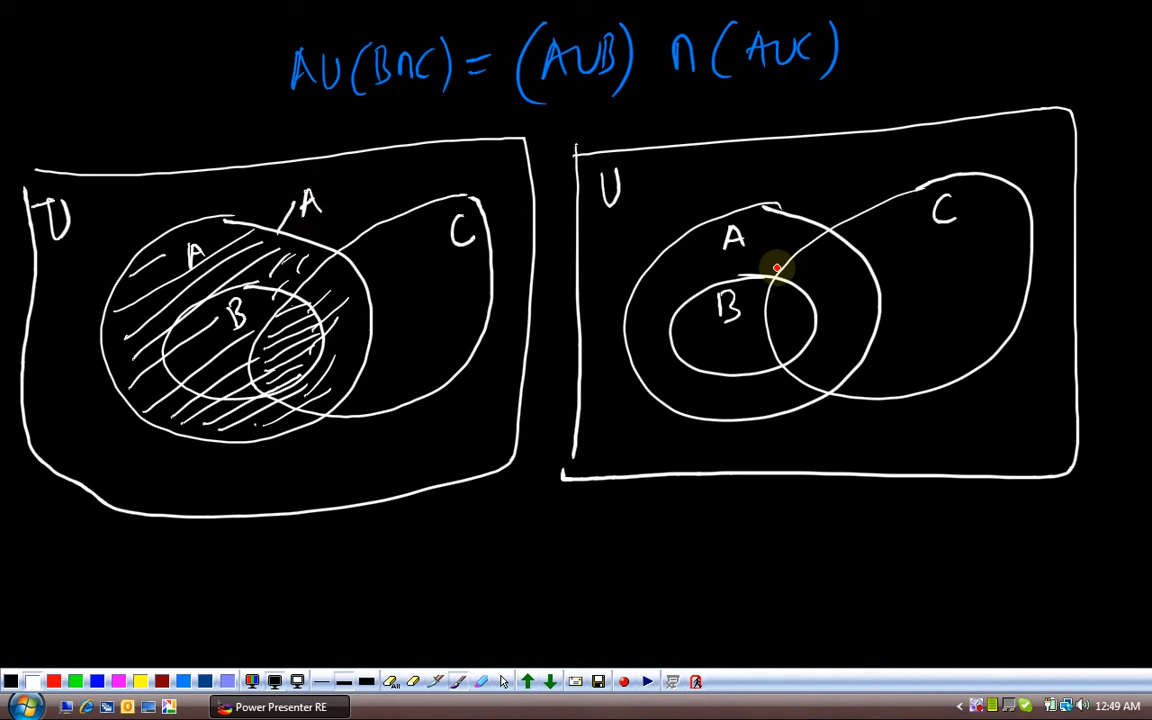 A∪(B∩C) = (A∪B) ∩ (A∪C)
U A A B C
U A B C
Power Presenter RE
12:49 AM